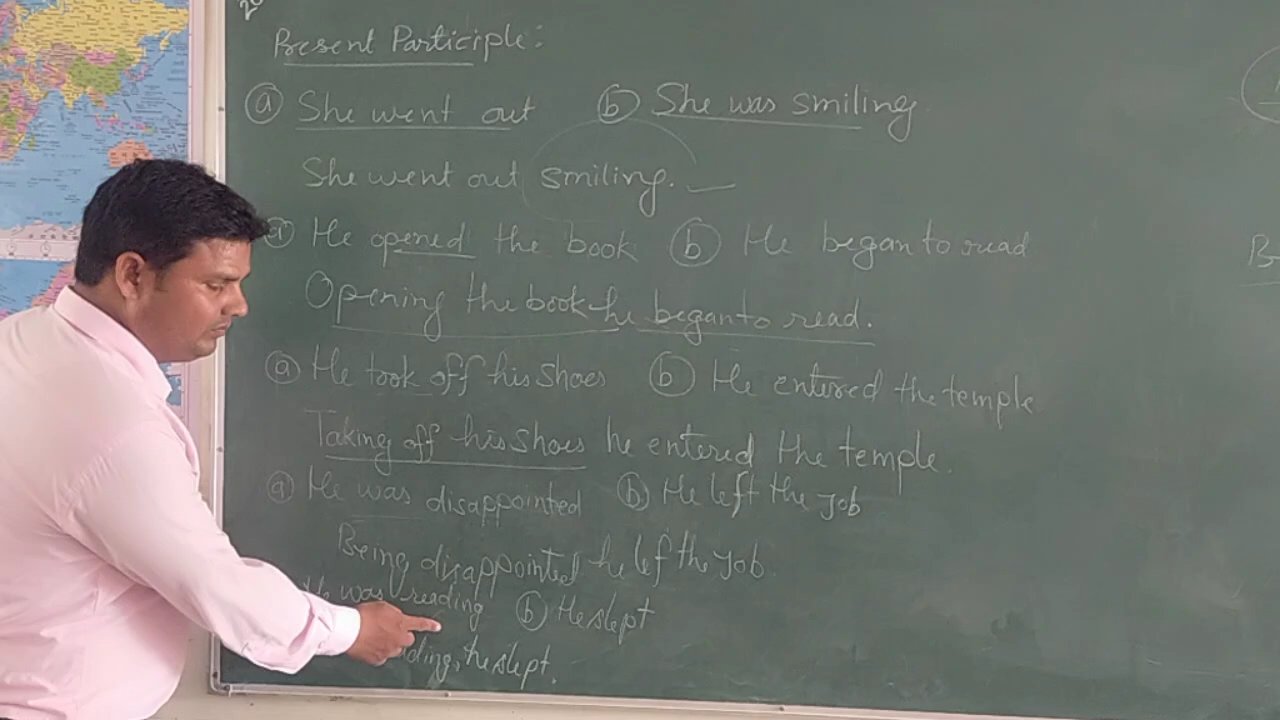 Present Participle:
(a) She went out (b) She was smiling
She went out smiling.
He opened the book (b) He began to read
Opening the book he began to read.
(a) He took off his shoes (b) He entered the temple
Taking off his shoes he entered the temple.
(a) He was disappointed (b) He left the job
Being disappointed he left the job
was reading (b) He slept
he slept.